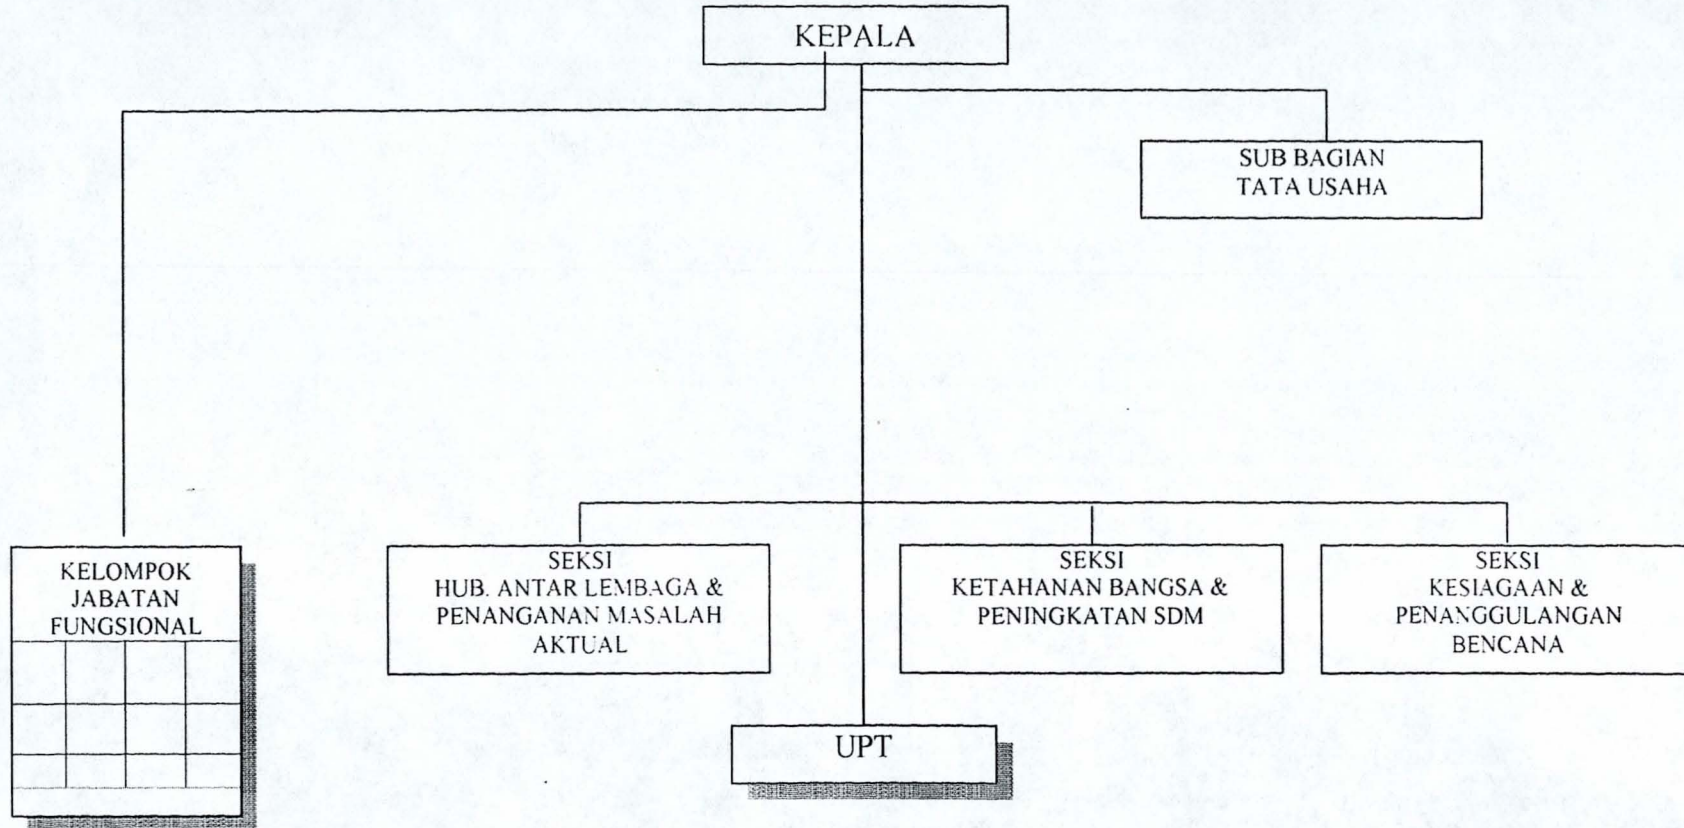 KEPALA
SUB BAGIAN
TATA USAHA
KELOMPOK
JABATAN
FUNGSIONAL
SEKSI
HUB. ANTAR LEMBAGA &
PENANGANAN MASALAH
AKTUAL
SEKSI
KETAHANAN BANGSA &
PENINGKATAN SDM
SEKSI
KESIAGAAN &
PENANGGULANGAN
BENCANA
UPT